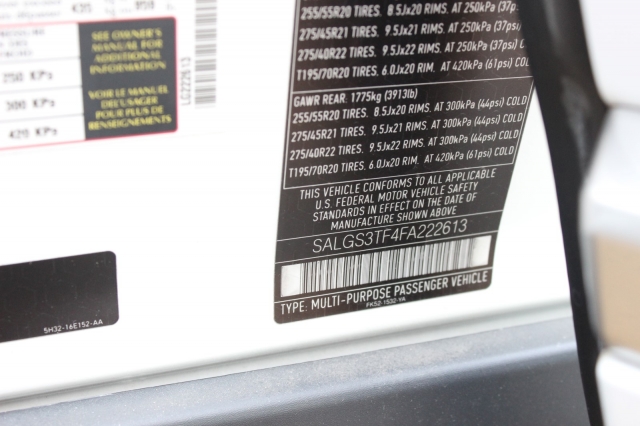 SEE OWNER'S
MANUAL FOR
ADDITIONAL
INFORMATION
VOIR LE MANUEL
DE L'USAGER
POUR PLUS DE
RENSEIGNEMENTS
250 KPa
300 KPa
420 KPa
LC222613
5H32-16E152-AA
255/55R20 TIRES. 8.5Jx20 RIMS. AT 250kPa (37psi)
275/45R21 TIRES. 9.5Jx21 RIMS. AT 250kPa (37psi)
275/40R22 TIRES. 9.5Jx22 RIMS. AT 250kPa (37psi)
T195/70R20 TIRES. 6.0Jx20 RIM. AT 420kPa (61psi)
GAWR REAR: 1775kg (3913lb)
255/55R20 TIRES. 8.5Jx20 RIMS. AT 300kPa (44psi) COLD
275/45R21 TIRES. 9.5Jx21 RIMS. AT 300kPa (44psi) COLD
275/40R22 TIRES. 9.5Jx22 RIMS. AT 300kPa (44psi) COLD
T195/70R20 TIRES. 6.0Jx20 RIM. AT 420kPa (61psi) COLD
THIS VEHICLE CONFORMS TO ALL APPLICABLE
U.S. FEDERAL MOTOR VEHICLE SAFETY
STANDARDS IN EFFECT ON THE DATE OF
MANUFACTURE SHOWN ABOVE
SALGS3TF4FA222613
TYPE: MULTI-PURPOSE PASSENGER VEHICLE
FK52-1532-YA